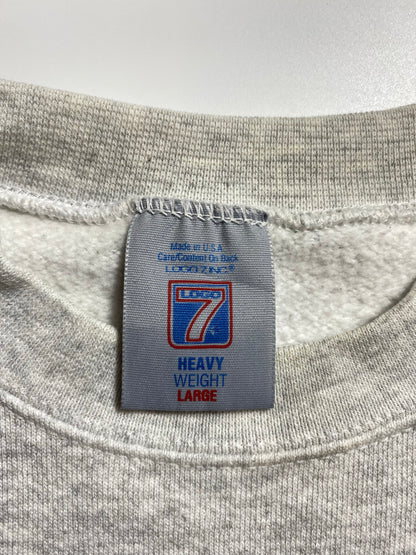 Made in U.S.A.
Care/Content On Back
LOGO 7, INC.®
LOGO
7
HEAVY
WEIGHT
LARGE